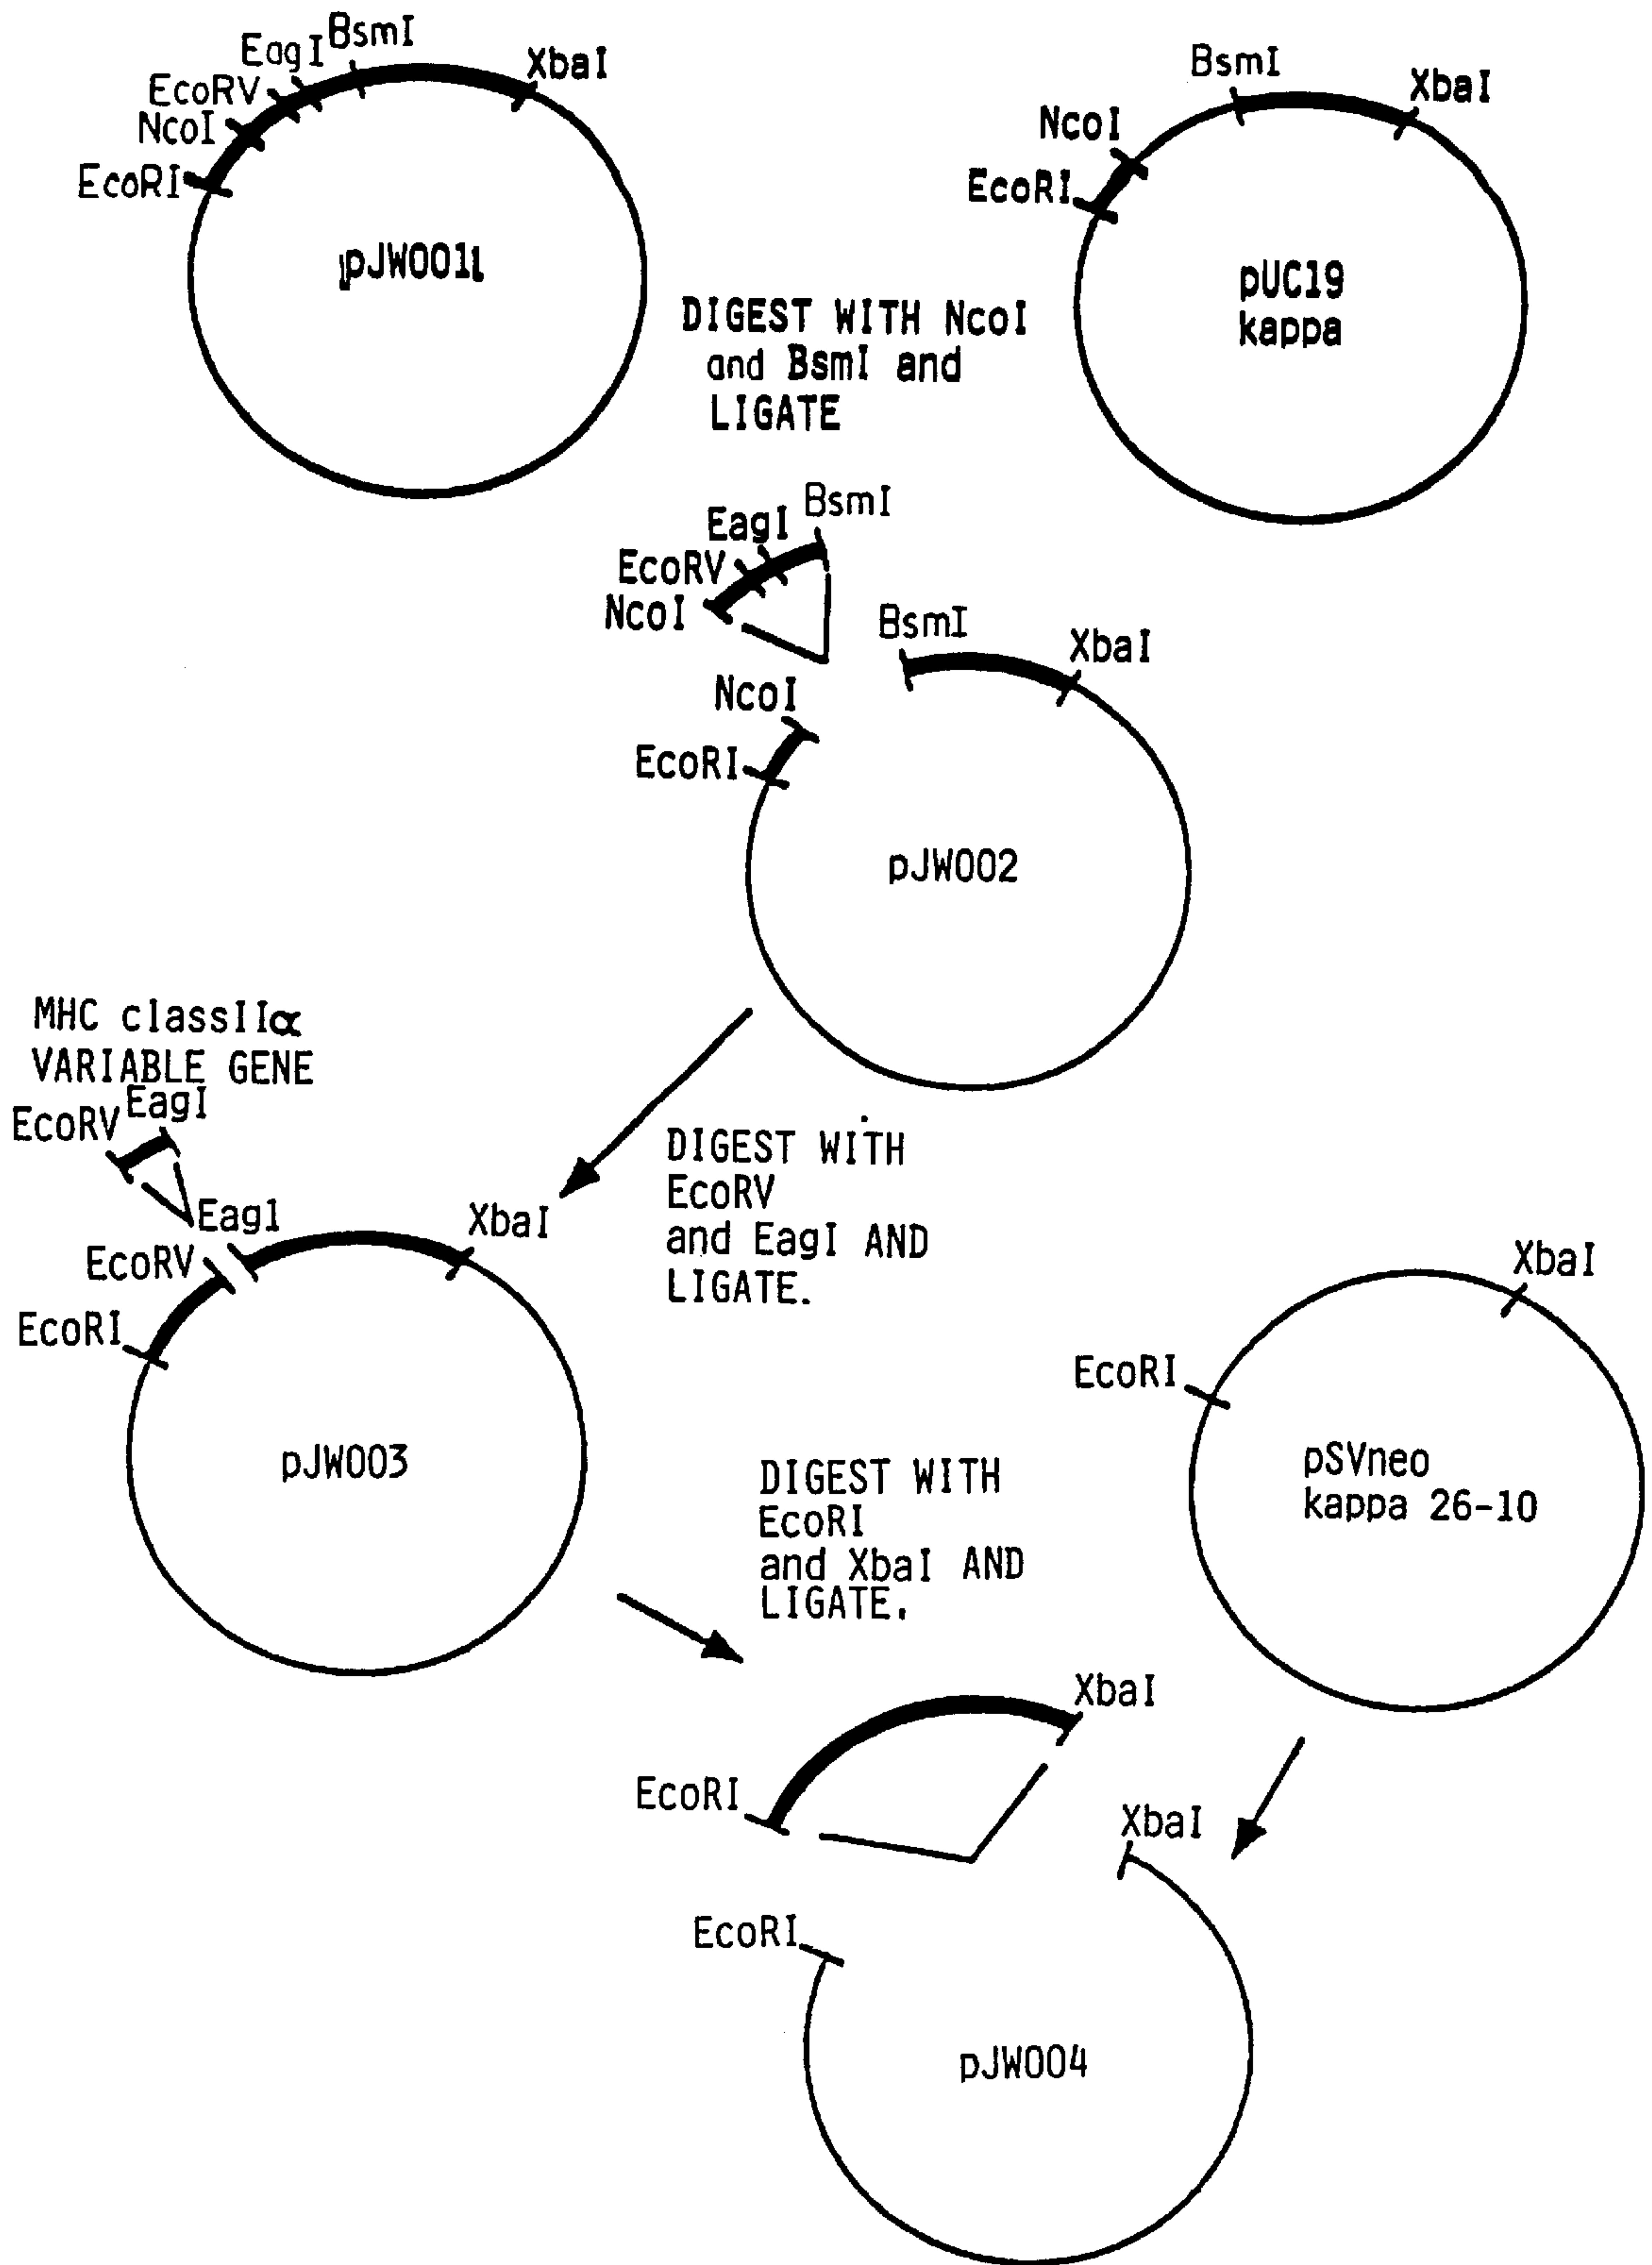 EagI
BsmI
XbaI
EcoRV
NcoI
EcoRI
pJW001
BsmI
XbaI
NcoI
EcoRI
pUC19
kappa
DIGEST WITH NcoI
and BsmI and
LIGATE
BsmI
EagI
EcoRV
NcoI
BsmI
XbaI
NcoI
EcoRI
pJW002
MHC classIIα
VARIABLE GENE
EagI
EcoRV
EagI
XbaI
EcoRV
EcoRI
pJW003
DIGEST WITH
EcoRV
and EagI AND
LIGATE.
XbaI
EcoRI
pSVneo
kappa 26-10
DIGEST WITH
EcoRI
and XbaI AND
LIGATE.
XbaI
EcoRI
XbaI
EcoRI
pJW004